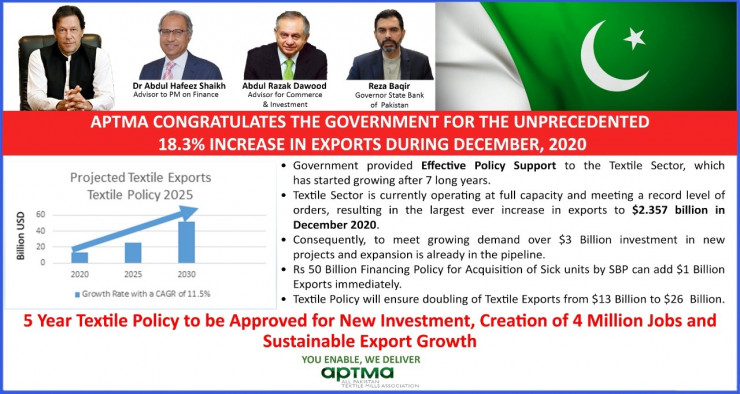 Dr Abdul Hafeez Shaikh
Advisor to PM on Finance
Abdul Razak Dawood
Advisor for Commerce
& Investment
Reza Baqir
Governor State Bank
of Pakistan
APTMA CONGRATULATES THE GOVERNMENT FOR THE UNPRECEDENTED
18.3% INCREASE IN EXPORTS DURING DECEMBER, 2020
Projected Textile Exports
Textile Policy 2025
Billion USD
60
40
20
0
2020 2025 2030
Growth Rate with a CAGR of 11.5%
• Government provided Effective Policy Support to the Textile Sector, which
has started growing after 7 long years.
• Textile Sector is currently operating at full capacity and meeting a record level of
orders, resulting in the largest ever increase in exports to $2.357 billion in
December 2020.
• Consequently, to meet growing demand over $3 Billion investment in new
projects and expansion is already in the pipeline.
• Rs 50 Billion Financing Policy for Acquisition of Sick units by SBP can add $1 Billion
Exports immediately.
• Textile Policy will ensure doubling of Textile Exports from $13 Billion to $26 Billion.
5 Year Textile Policy to be Approved for New Investment, Creation of 4 Million Jobs and
Sustainable Export Growth
YOU ENABLE, WE DELIVER
aptma
ALL PAKISTAN
TEXTILE MILLS ASSOCIATION